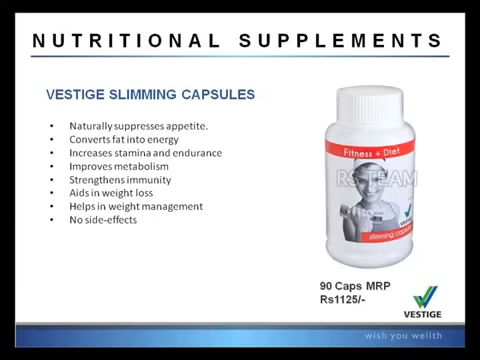 NUTRITIONAL SUPPLEMENTS
VESTIGE SLIMMING CAPSULES
• Naturally suppresses appetite.
• Converts fat into energy
• Increases stamina and endurance
• Improves metabolism
• Strengthens immunity
• Aids in weight loss
• Helps in weight management
• No side-effects
Fitness + Diet
RS TEAM
VESTIGE
slimming capsules
90 Caps MRP
Rs1125/-
VESTIGE
wish you wellth